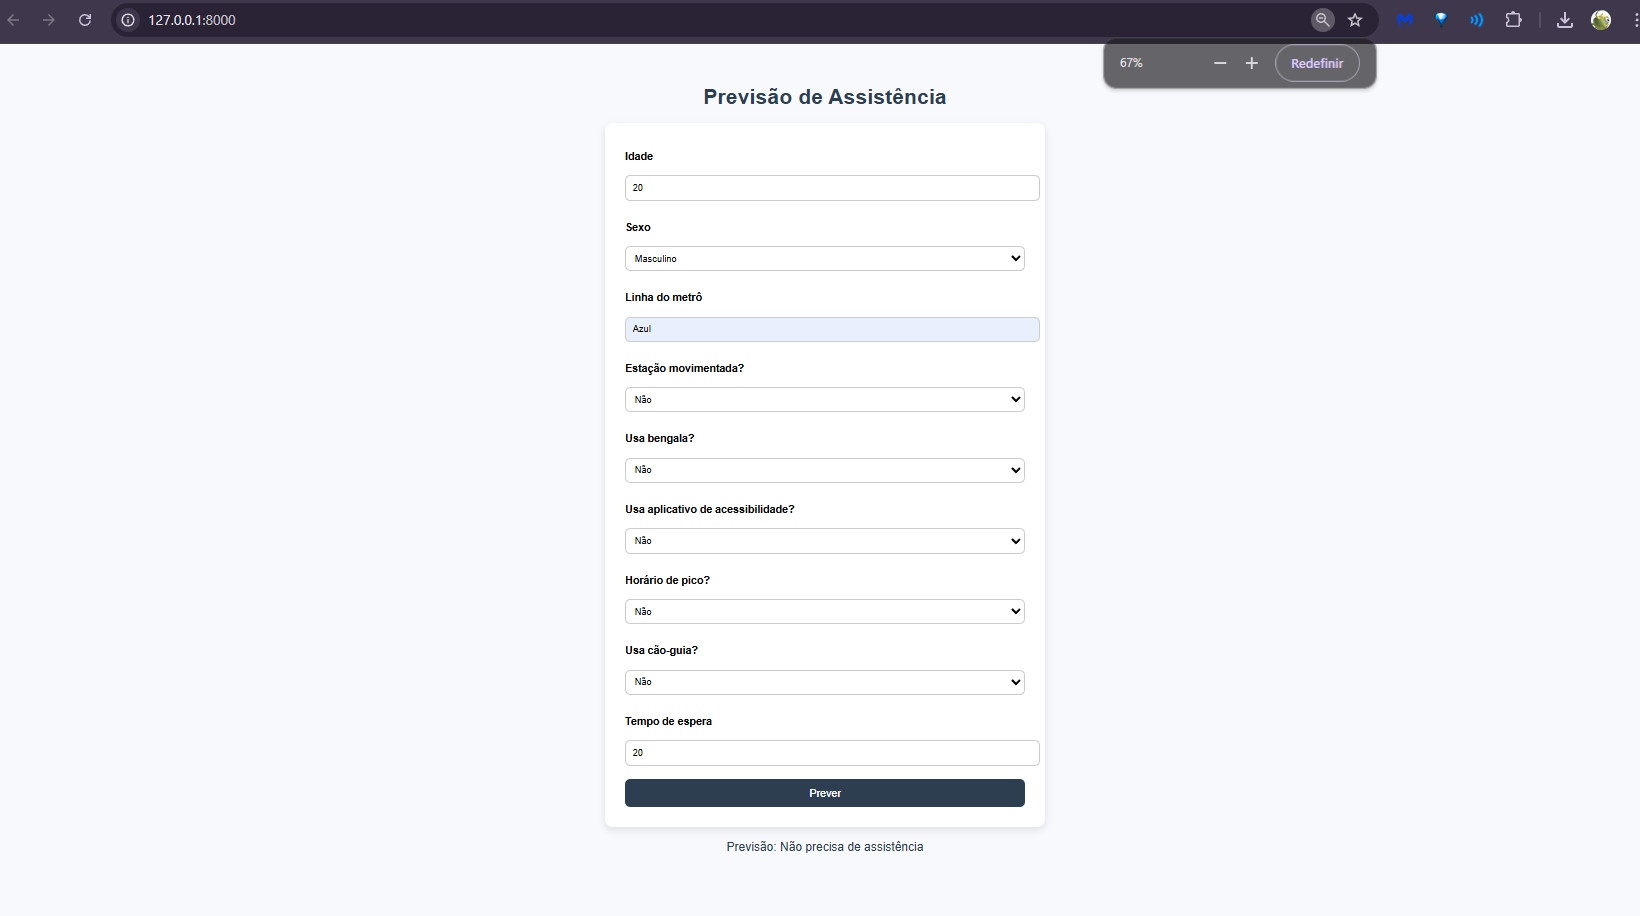 127.0.0.1:8000
67%
Redefinir
Previsão de Assistência
Idade
20
Sexo
Masculino
Linha do metrô
Azul
Estação movimentada?
Não
Usa bengala?
Não
Usa aplicativo de acessibilidade?
Não
Horário de pico?
Não
Usa cão-guia?
Não
Tempo de espera
20
Prever
Previsão: Não precisa de assistência